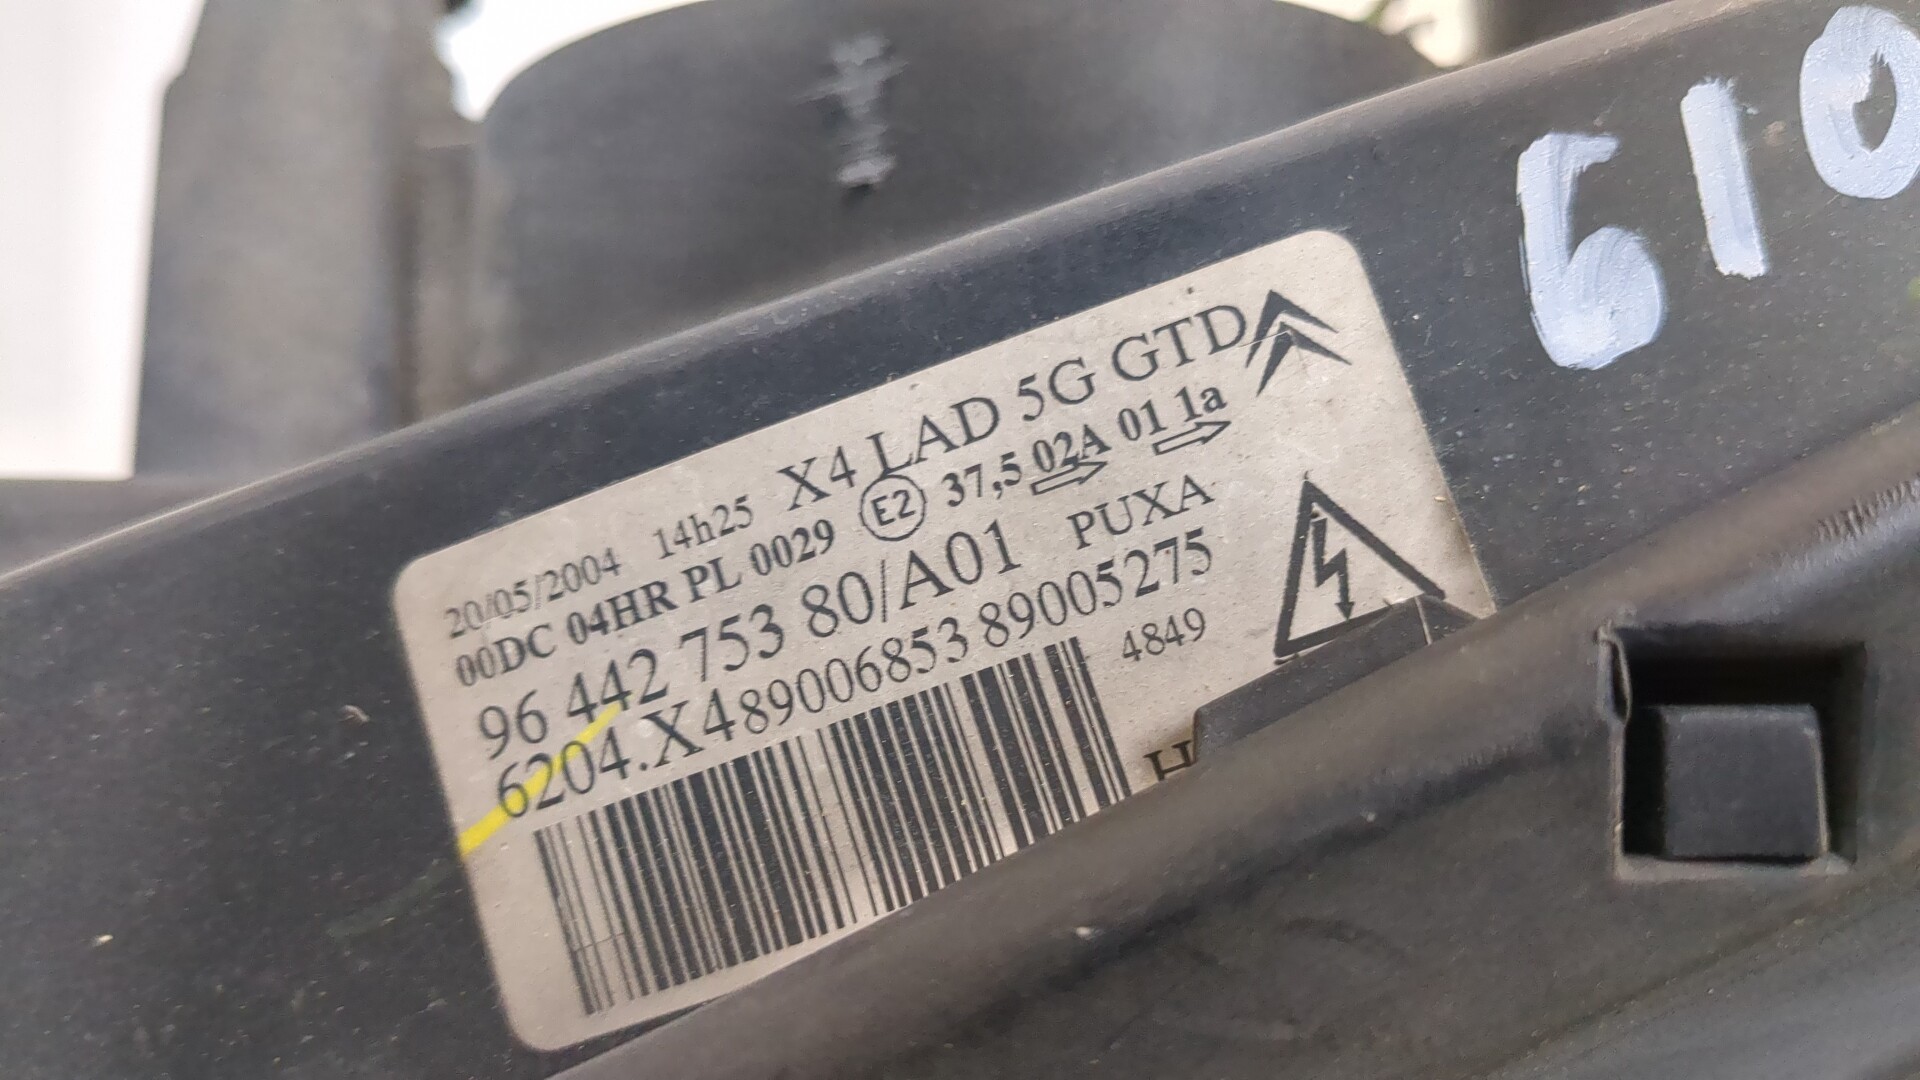 610
20/05/2004 14h25 X4 LAD 5G GTD
00DC 04HR PL 0029 E2 37,5 02A 01 1a
96 442 753 80/A01 PUXA
6204.X489006853 89005275
4849